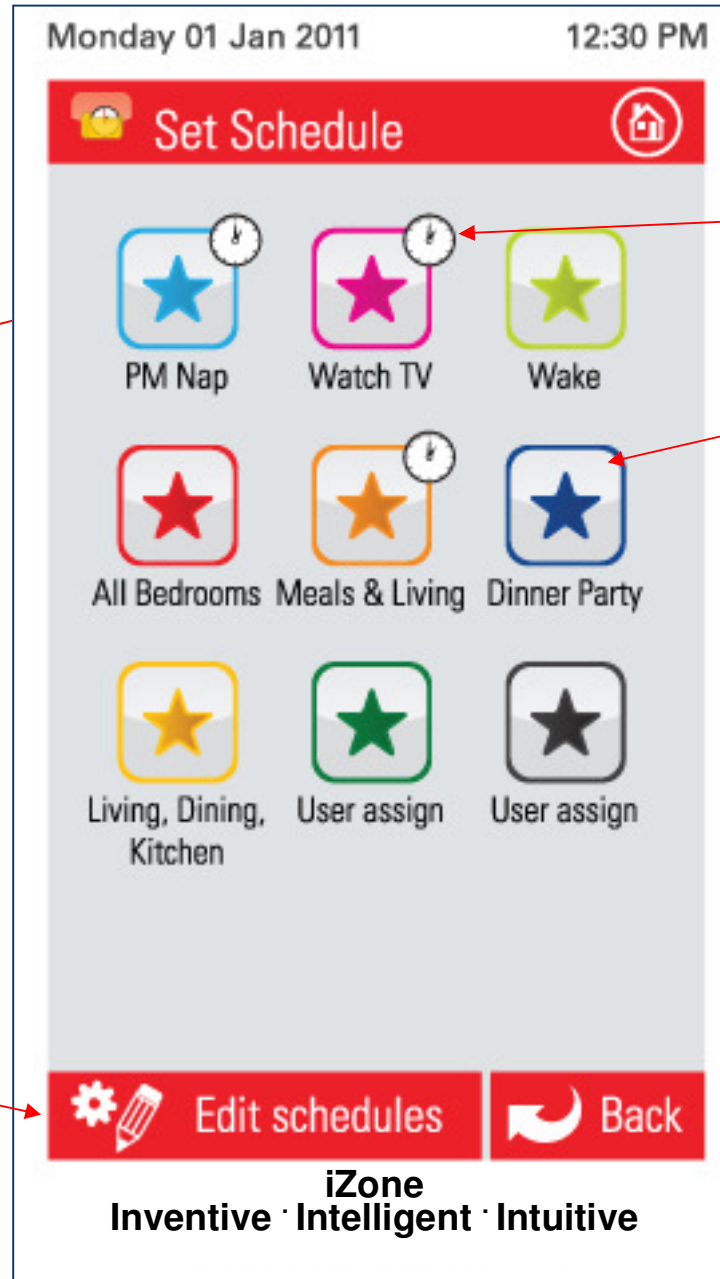 Monday 01 Jan 2011 12:30 PM
Set Schedule
PM Nap Watch TV Wake
All Bedrooms Meals & Living Dinner Party
Living, Dining, User assign User assign
Kitchen
Edit schedules Back
iZone
Inventive · Intelligent · Intuitive